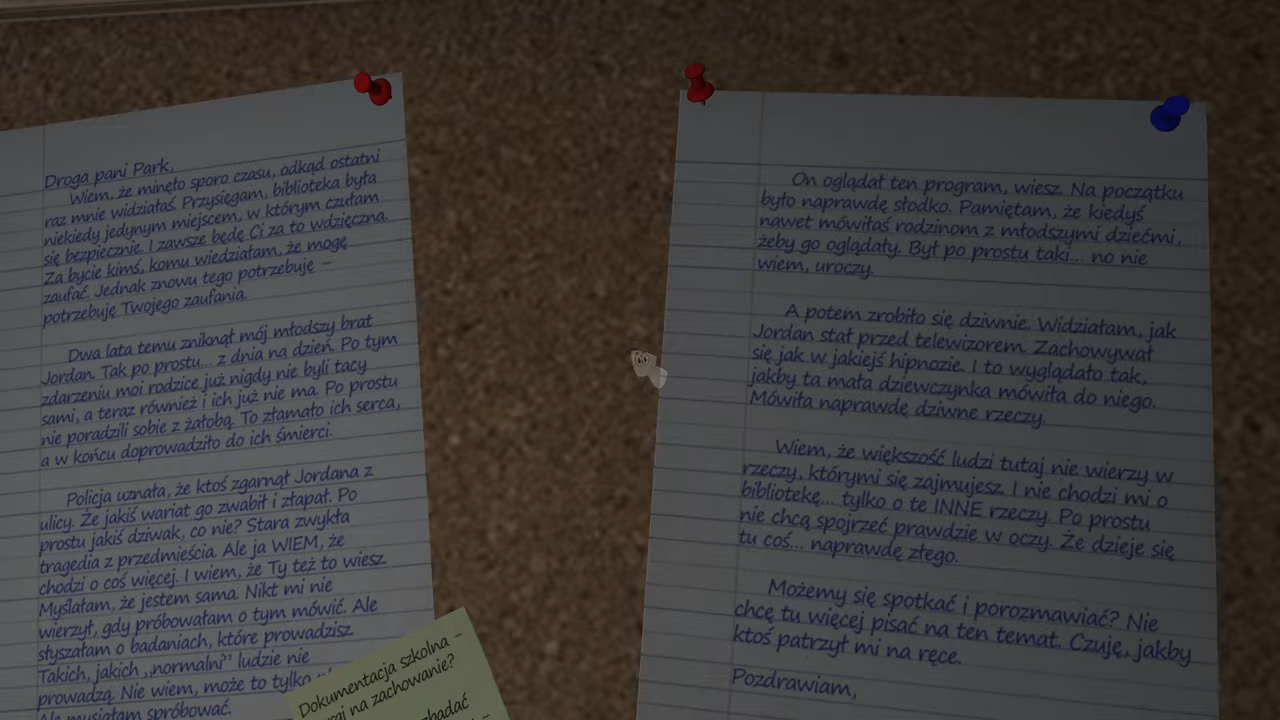 Droga pani Park,
Wiem, że minęło sporo czasu, odkąd ostatni
raz mnie widziałaś. Przysięgam, biblioteka była
niekiedy jedynym miejscem, w którym czułam
się bezpiecznie. I zawsze będę Ci za to wdzięczna.
Za bycie kimś, komu wiedziałam, że mogę
zaufać. Jednak znowu tego potrzebuję –
potrzebuję Twojego zaufania.
Dwa lata temu zniknął mój młodszy brat
Jordan. Tak po prostu... z dnia na dzień. Po tym
zdarzeniu moi rodzice już nigdy nie byli tacy
sami, a teraz również i ich już nie ma. Po prostu
nie poradzili sobie z żałobą. To złamało ich serca,
a w końcu doprowadziło do ich śmierci.
Policja uznała, że ktoś zgarnął Jordana z
ulicy. Że jakiś wariat go zwabił i złapał. Po
prostu jakiś dziwak, co nie? Stara zwykła
tragedia z przedmieścia. Ale ja WIEM, że
chodzi o coś więcej. I wiem, że Ty też to wiesz.
Myślałam, że jestem sama. Nikt mi nie
wierzył, gdy próbowałam o tym mówić. Ale
słyszałam o badaniach, które prowadzisz.
Takich, jakich „normalni” ludzie nie
prowadzą. Nie wiem, może to tylko
Ale musiałam spróbować.
Dokumentacja szkolna –
na zachowanie?
On oglądał ten program, wiesz. Na początku
było naprawdę słodko. Pamiętam, że kiedyś
nawet mówiłaś rodzinom z młodszymi dziećmi,
żeby go oglądały. Był po prostu taki... no nie
wiem, uroczy.
A potem zrobiło się dziwnie. Widziałam, jak
Jordan stał przed telewizorem. Zachowywał
się jak w jakiejś hipnozie. I to wyglądało tak,
jakby ta mała dziewczynka mówiła do niego.
Mówiła naprawdę dziwne rzeczy.
Wiem, że większość ludzi tutaj nie wierzy w
rzeczy, którymi się zajmujesz. I nie chodzi mi o
bibliotekę... tylko o te INNE rzeczy. Po prostu
nie chcą spojrzeć prawdzie w oczy. Że dzieje się
tu coś... naprawdę złego.
Możemy się spotkać i porozmawiać? Nie
chcę tu więcej pisać na ten temat. Czuję, jakby
ktoś patrzył mi na ręce.
Pozdrawiam,